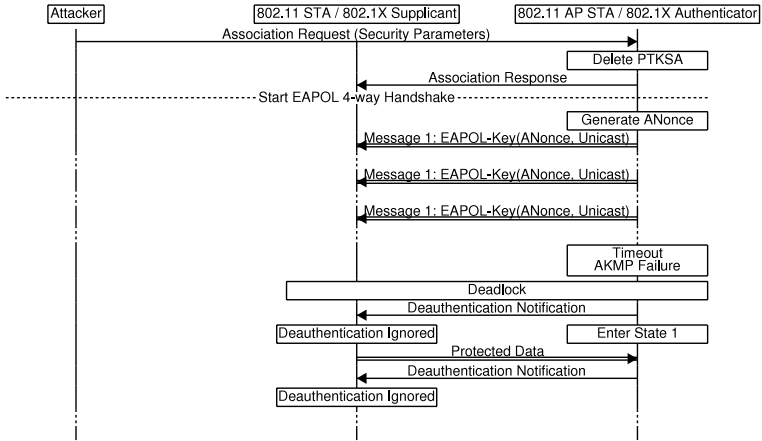 Attacker
802.11 STA / 802.1X Supplicant
802.11 AP STA / 802.1X Authenticator
Association Request (Security Parameters)
Delete PTKSA
Association Response
Start EAPOL 4-way Handshake
Generate ANonce
Message 1: EAPOL-Key(ANonce, Unicast)
Message 1: EAPOL-Key(ANonce, Unicast)
Message 1: EAPOL-Key(ANonce, Unicast)
Timeout
AKMP Failure
Deadlock
Deauthentication Notification
Deauthentication Ignored
Enter State 1
Protected Data
Deauthentication Notification
Deauthentication Ignored